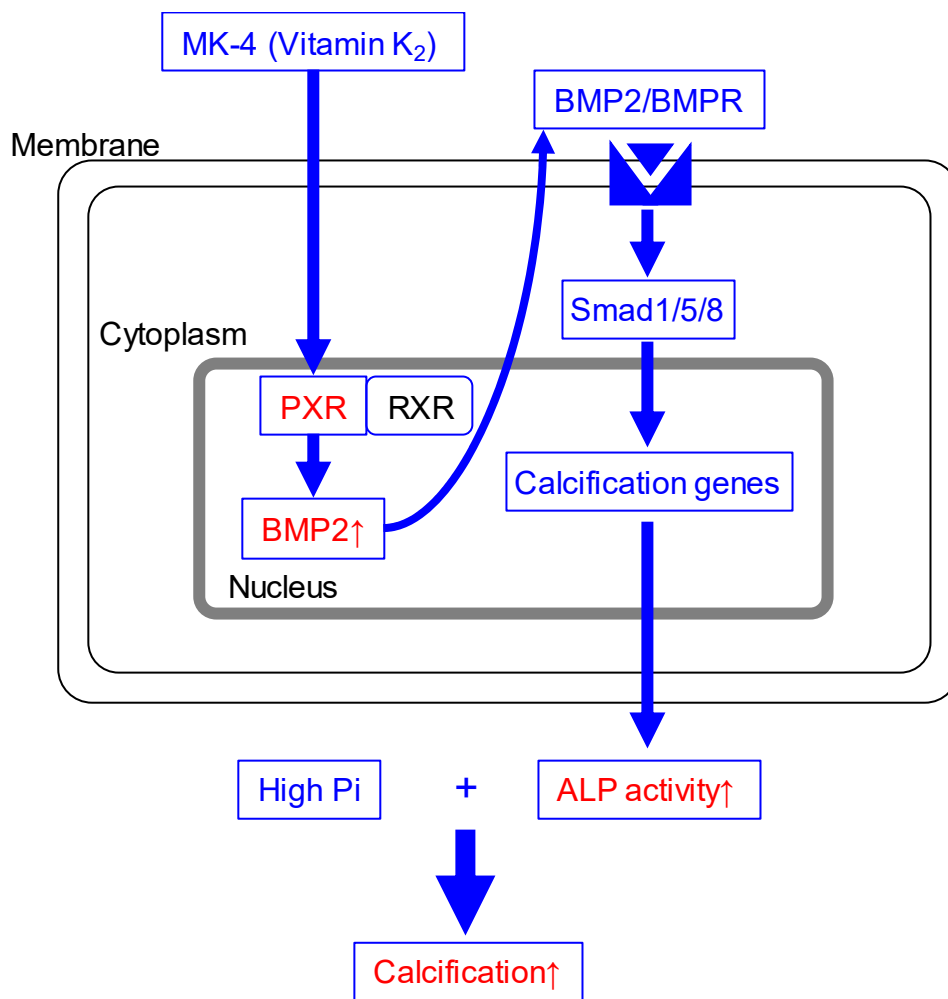 MK-4 (Vitamin K₂)
BMP2/BMPR
Membrane
Smad1/5/8
Cytoplasm
PXR
RXR
Calcification genes
BMP2↑
Nucleus
High Pi
+
ALP activity↑
Calcification↑